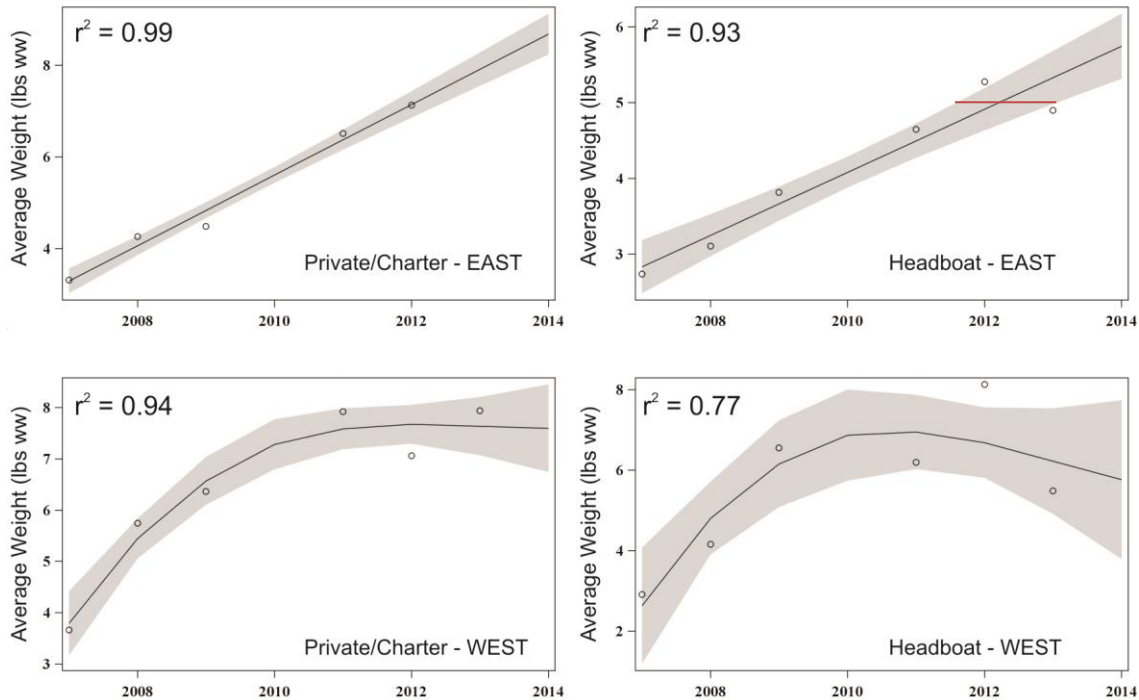 r² = 0.99
Average Weight (lbs ww)
8
6
4
Private/Charter - EAST
2008 2010 2012 2014
r² = 0.93
Average Weight (lbs ww)
6
5
4
3
Headboat - EAST
2008 2010 2012 2014
r² = 0.94
Average Weight (lbs ww)
8
7
6
5
4
3
Private/Charter - WEST
2008 2010 2012 2014
r² = 0.77
Average Weight (lbs ww)
8
6
4
2
Headboat - WEST
2008 2010 2012 2014